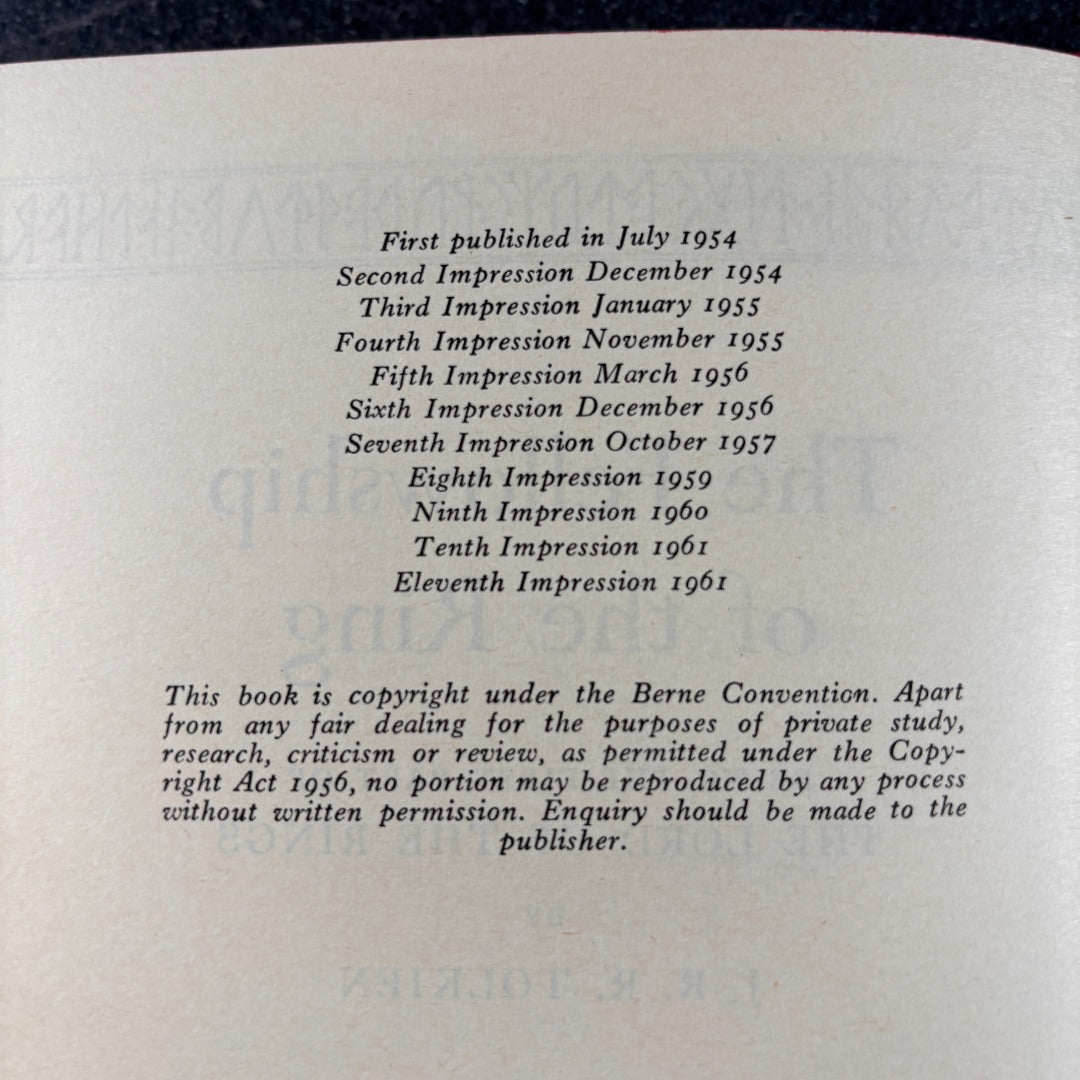 First published in July 1954
Second Impression December 1954
Third Impression January 1955
Fourth Impression November 1955
Fifth Impression March 1956
Sixth Impression December 1956
Seventh Impression October 1957
Eighth Impression 1959
Ninth Impression 1960
Tenth Impression 1961
Eleventh Impression 1961
This book is copyright under the Berne Convention. Apart
from any fair dealing for the purposes of private study,
research, criticism or review, as permitted under the Copy-
right Act 1956, no portion may be reproduced by any process
without written permission. Enquiry should be made to the
publisher.